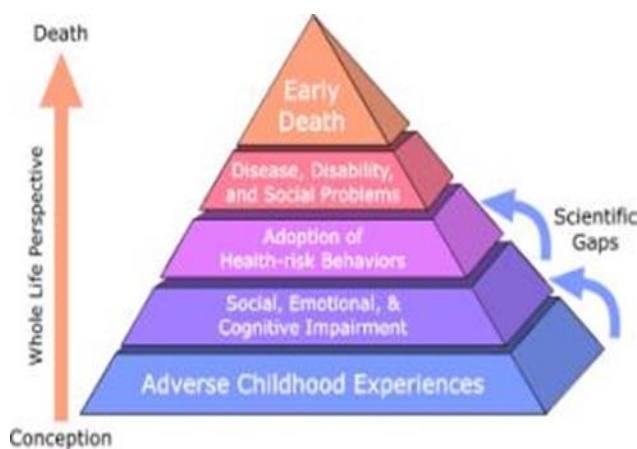 Death
Early
Death
Disease, Disability,
and Social Problems
Adoption of
Health-risk Behaviors
Social, Emotional, &
Cognitive Impairment
Adverse Childhood Experiences
Scientific
Gaps
Whole Life Perspective
Conception